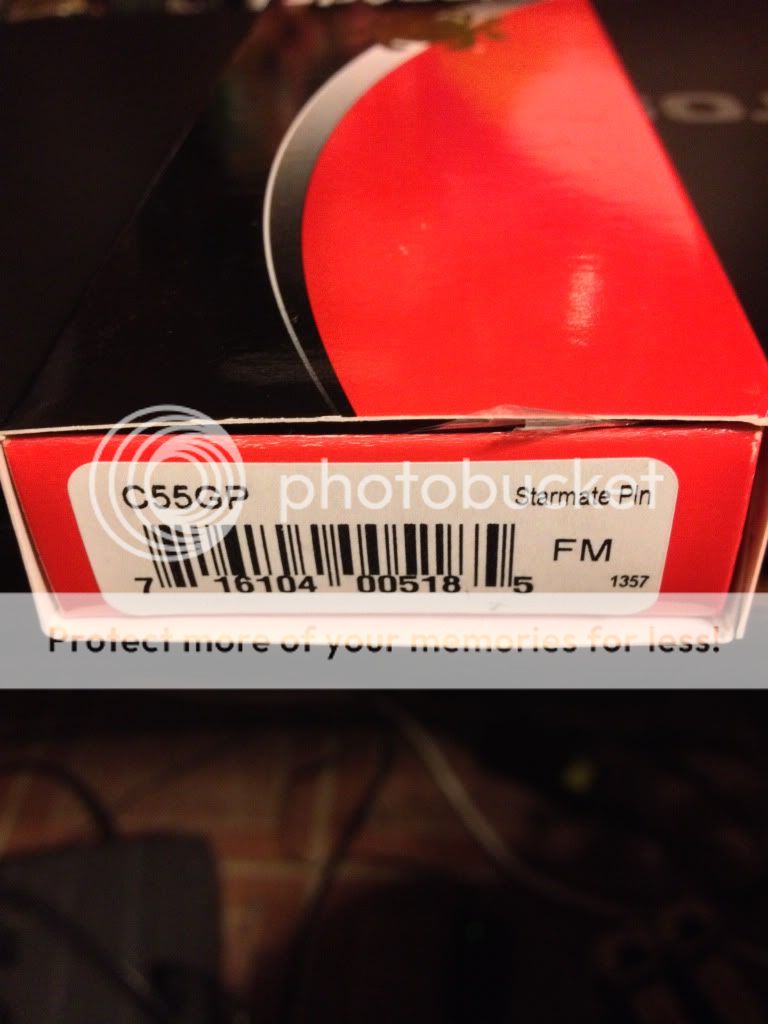 C55GP
Starmate Pin
FM
7 16104 00518 5
1357
photobucket
Protect more of your memories for less!